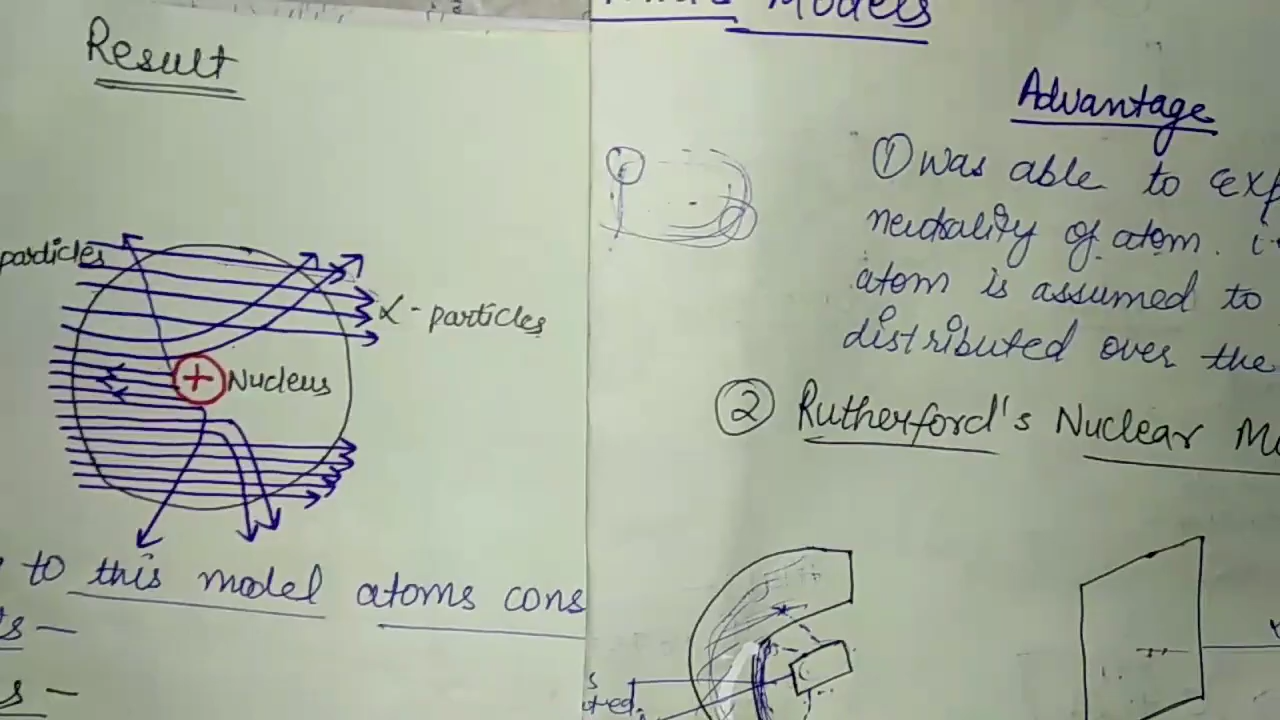 Result
particles
α - particles
+
Nucleus
to this model atoms cons
s —
s —
Models
Advantage
① was able to exp
neutrality of atom. i
atom is assumed to
distributed over the
② Rutherford's Nuclear M
s